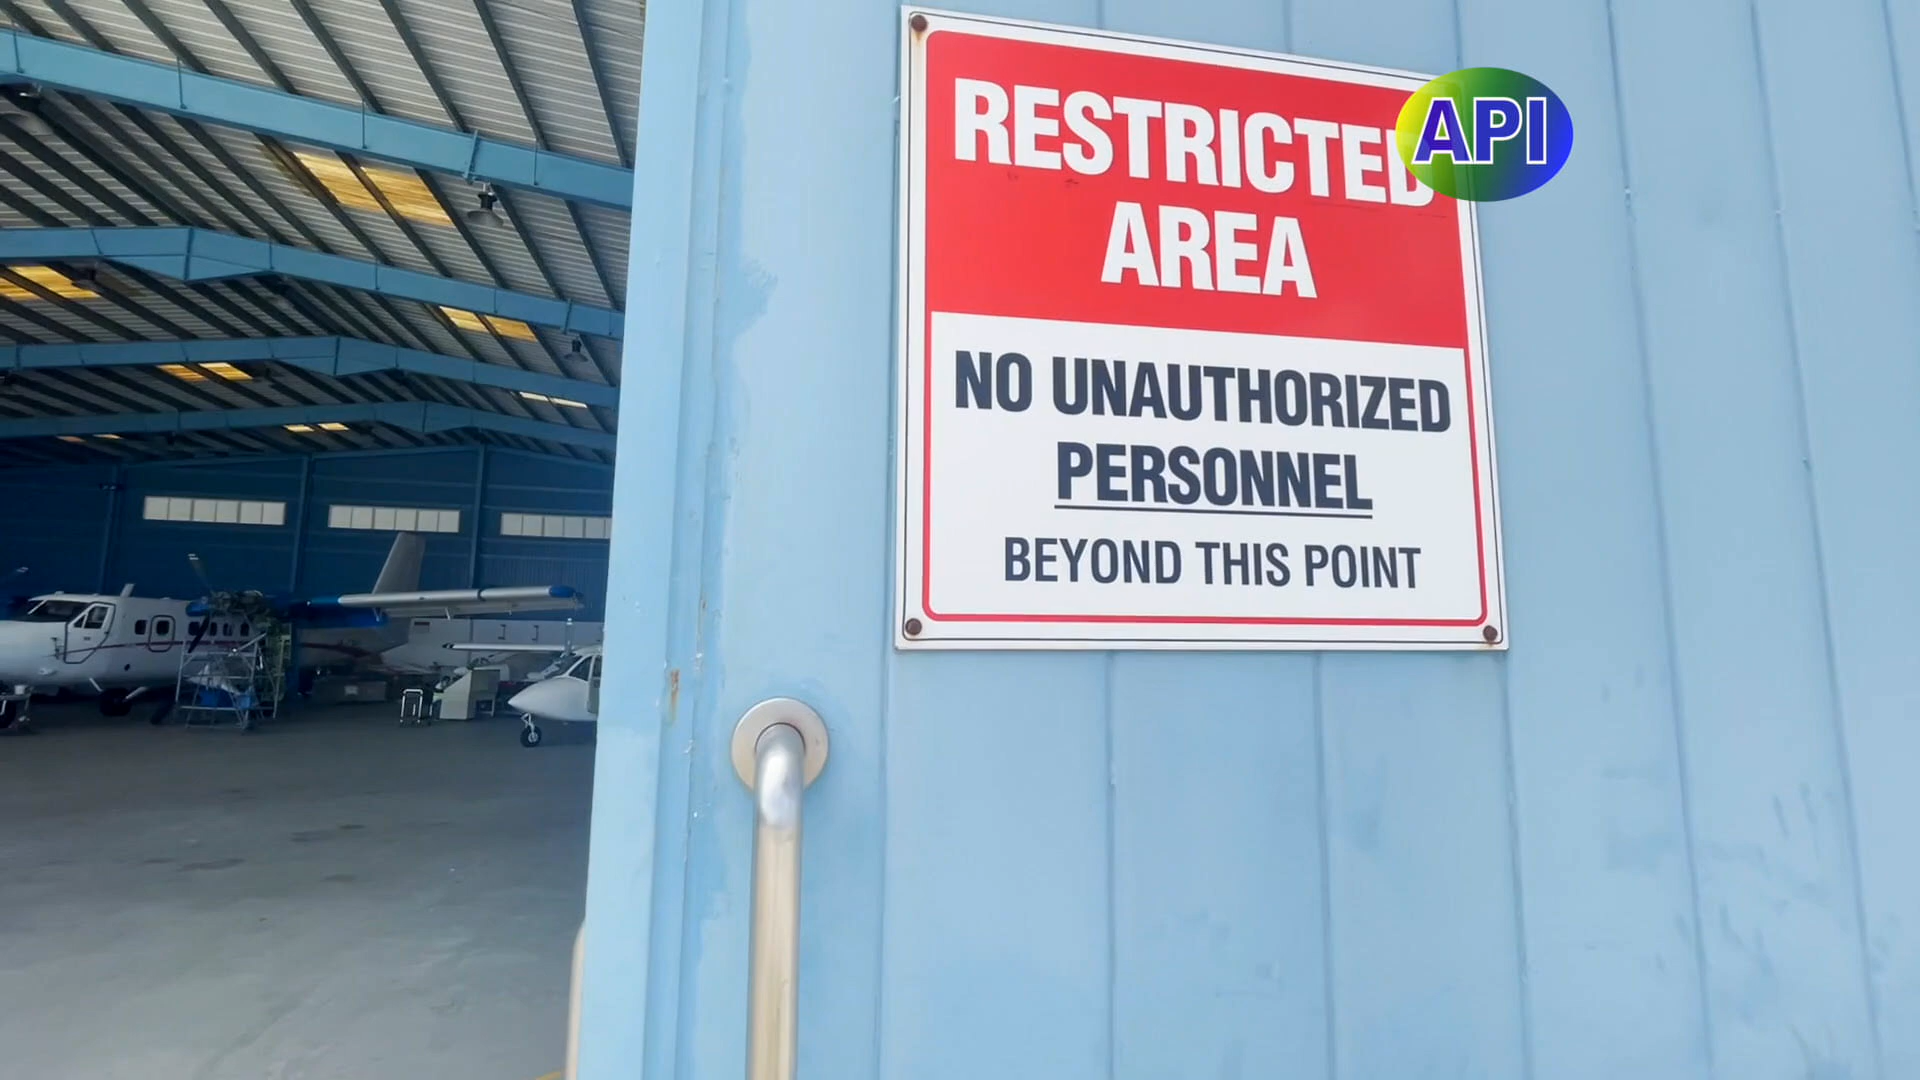 RESTRICTED
AREA
NO UNAUTHORIZED
PERSONNEL
BEYOND THIS POINT
API